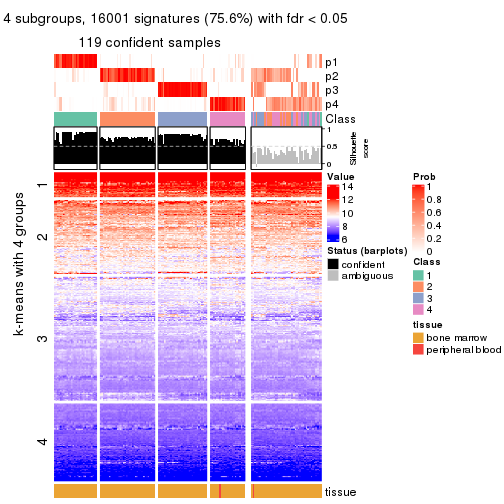 4 subgroups, 16001 signatures (75.6%) with fdr < 0.05
119 confident samples
p1
p2
p3
p4
Class
1
0.5
0
Silhouette
score
k-means with 4 groups
1
2
3
4
tissue
Value
14
12
10
8
6
Status (barplots)
confident
ambiguous
Prob
1
0.8
0.6
0.4
0.2
0
Class
1
2
3
4
tissue
bone marrow
peripheral blood